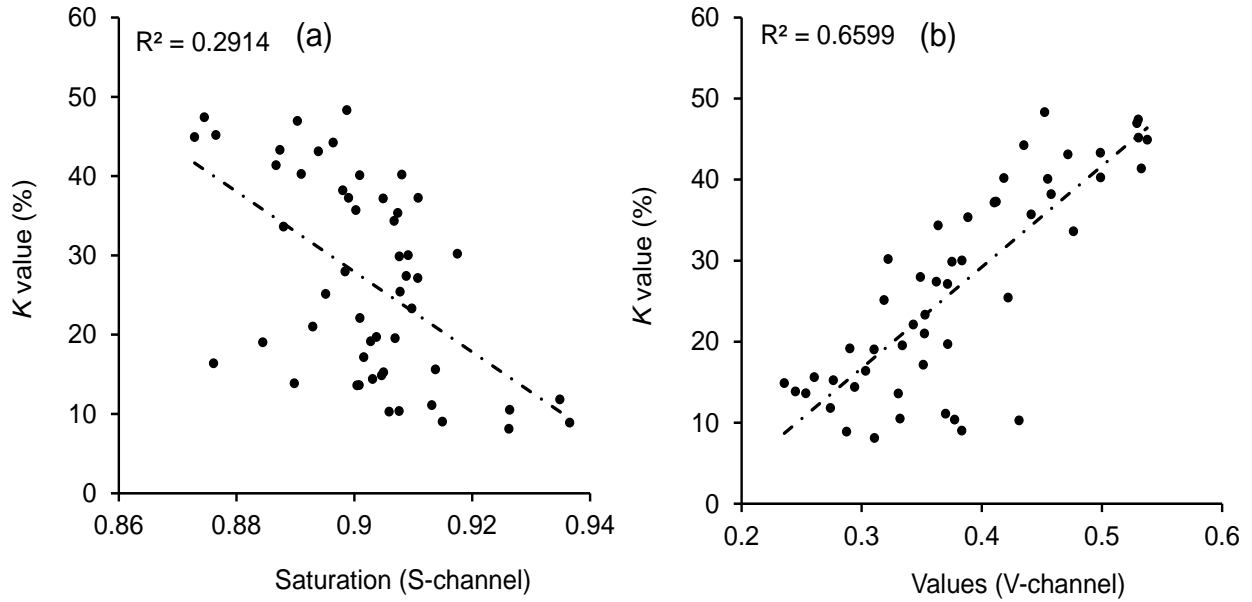 R² = 0.2914 (a)
60
50
40
30
20
10
0
K value (%)
0.86 0.88 0.9 0.92 0.94
Saturation (S-channel)
R² = 0.6599 (b)
60
50
40
30
20
10
0
K value (%)
0.2 0.3 0.4 0.5 0.6
Values (V-channel)